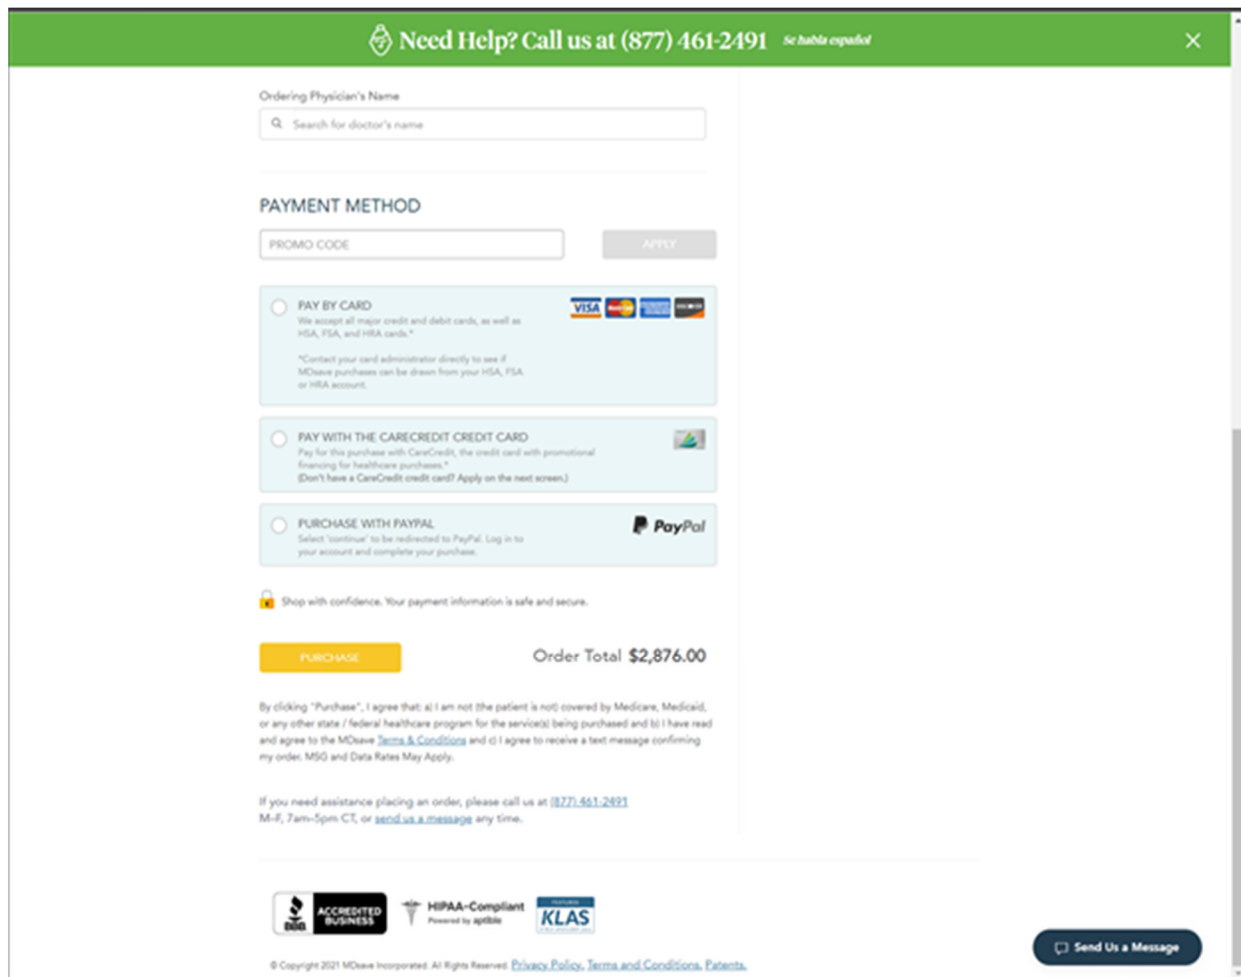 Need Help? Call us at (877) 461-2491 Se habla español
Ordering Physician's Name
Search for doctor's name
PAYMENT METHOD
PROMO CODE
APPLY
PAY BY CARD
VISA
We accept all major credit and debit cards, as well as
HSA, FSA, and HRA cards.*
*Contact your card administrator directly to see if
MDsave purchases can be drawn from your HSA, FSA
or HRA account.
PAY WITH THE CARECREDIT CREDIT CARD
Pay for this purchase with CareCredit, the credit card with promotional
financing for healthcare purchases.*
(Don't have a CareCredit credit card? Apply on the next screen.)
PURCHASE WITH PAYPAL
PayPal
Select 'continue' to be redirected to PayPal. Log in to
your account and complete your purchase.
Shop with confidence. Your payment information is safe and secure.
PURCHASE
Order Total $2,876.00
By clicking "Purchase", I agree that: a) I am not (the patient is not) covered by Medicare, Medicaid,
or any other state / federal healthcare program for the service(s) being purchased and b) I have read
and agree to the MDsave Terms & Conditions and c) I agree to receive a text message confirming
my order. MSG and Data Rates May Apply.
If you need assistance placing an order, please call us at (877) 461-2491
M-F, 7am-5pm CT, or send us a message any time.
BBB
ACCREDITED
BUSINESS
HIPAA-Compliant
Powered by aptible
KLAS
Send Us a Message
© Copyright 2021 MDsave Incorporated. All Rights Reserved. Privacy Policy, Terms and Conditions, Patents,